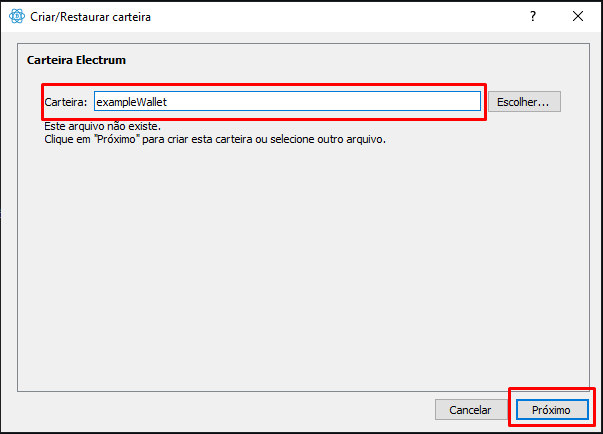 Criar/Restaurar carteira
?
Carteira Electrum
Carteira: exampleWallet Escolher...
Este arquivo não existe.
Clique em "Próximo" para criar esta carteira ou selecione outro arquivo.
Cancelar Próximo